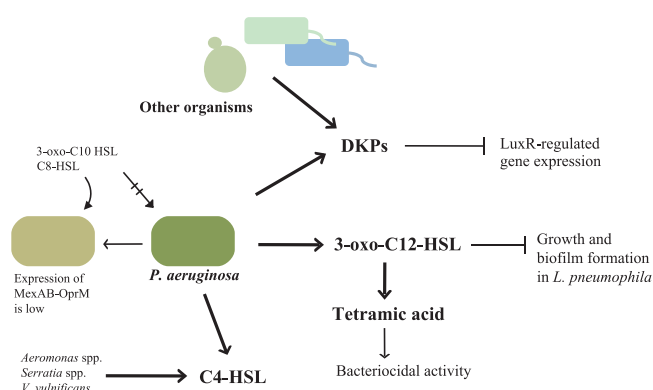 Other organisms
DKPs
LuxR-regulated
gene expression
3-oxo-C10 HSL
C8-HSL
P. aeruginosa
Expression of
MexAB-OprM
is low
3-oxo-C12-HSL
Growth and
biofilm formation
in L. pneumophila
Tetramic acid
Bacteriocidal activity
Aeromonas spp.
Serratia spp.
V. vulnificans
C4-HSL